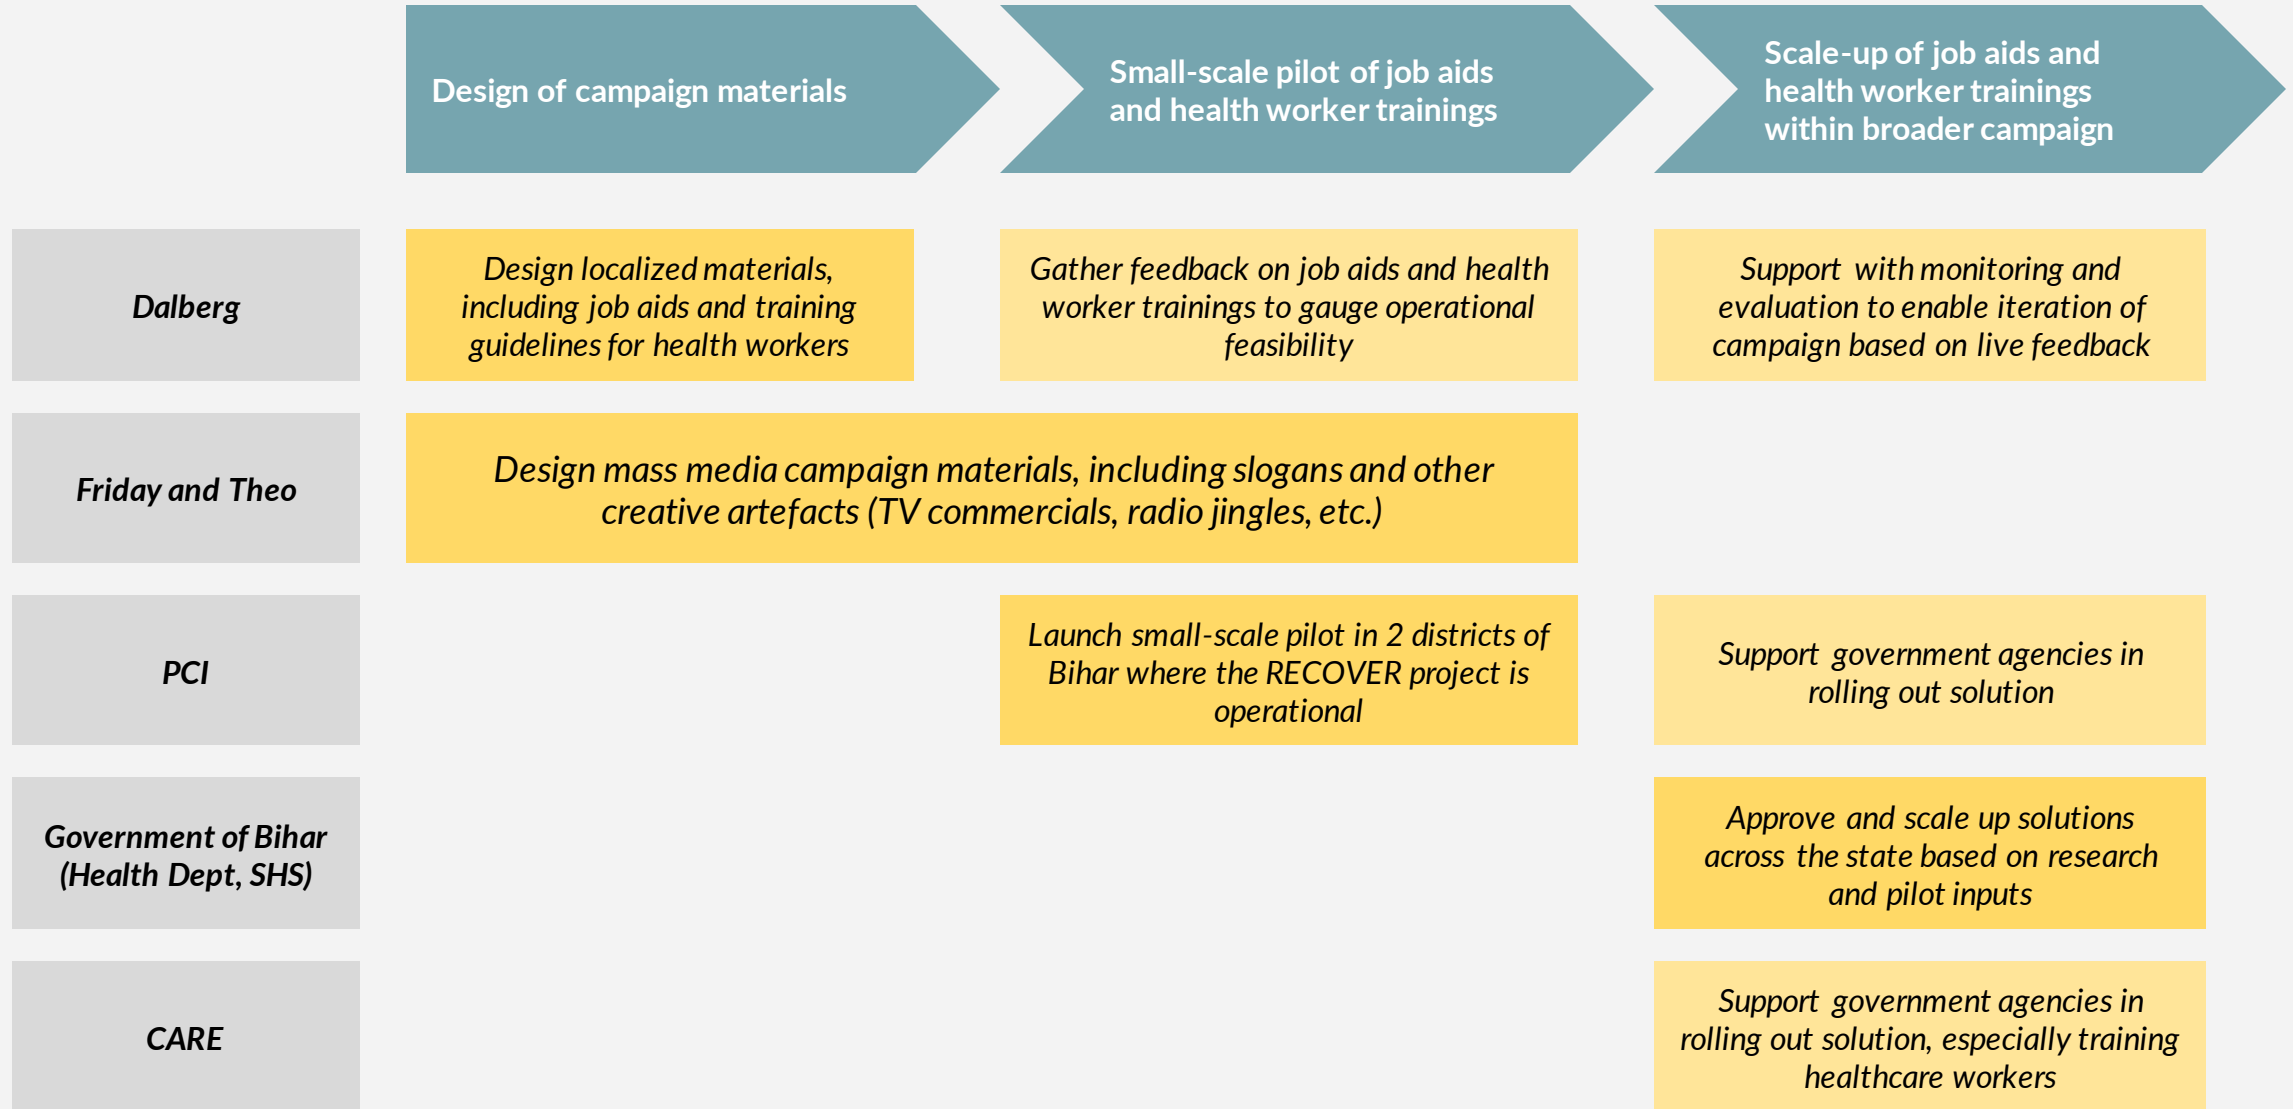 Design of campaign materials
Small-scale pilot of job aids
and health worker trainings
Scale-up of job aids and
health worker trainings
within broader campaign
Dalberg
Design localized materials,
including job aids and training
guidelines for health workers
Gather feedback on job aids and health
worker trainings to gauge operational
feasibility
Support with monitoring and
evaluation to enable iteration of
campaign based on live feedback
Friday and Theo
Design mass media campaign materials, including slogans and other
creative artefacts (TV commercials, radio jingles, etc.)
PCI
Launch small-scale pilot in 2 districts of
Bihar where the RECOVER project is
operational
Support government agencies in
rolling out solution
Government of Bihar
(Health Dept, SHS)
Approve and scale up solutions
across the state based on research
and pilot inputs
CARE
Support government agencies in
rolling out solution, especially training
healthcare workers